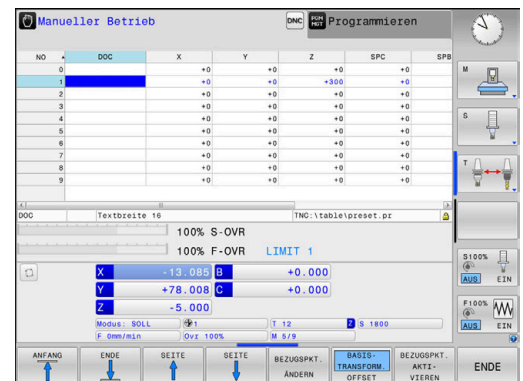 Manueller Betrieb
DNC
PGM MGT
Programmieren
NO DOC X Y Z SPC SPB
0 +0 +0 +0 +0
1 +0 +0 +300 +0
2 +0 +0 +0 +0
3 +0 +0 +0 +0
4 +0 +0 +0 +0
5 +0 +0 +0 +0
6 +0 +0 +0 +0
7 +0 +0 +0 +0
8 +0 +0 +0 +0
9 +0 +0 +0 +0
DOC Textbreite 16 TNC:\table\preset.pr
100% S-OVR
100% F-OVR LIMIT 1
X -13.085 B +0.000
Y +78.008 C +0.000
Z -5.000
Modus: SOLL 1 T 12 Z S 1800
F 0mm/min Ovr 100% M 5/9
M
S
T
S100%
AUS EIN
F100%
AUS EIN
ANFANG
ENDE
SEITE
SEITE
BEZUGSPKT.
ÄNDERN
BASIS-
TRANSFORM.
OFFSET
BEZUGSPKT.
AKTI-
VIEREN
ENDE